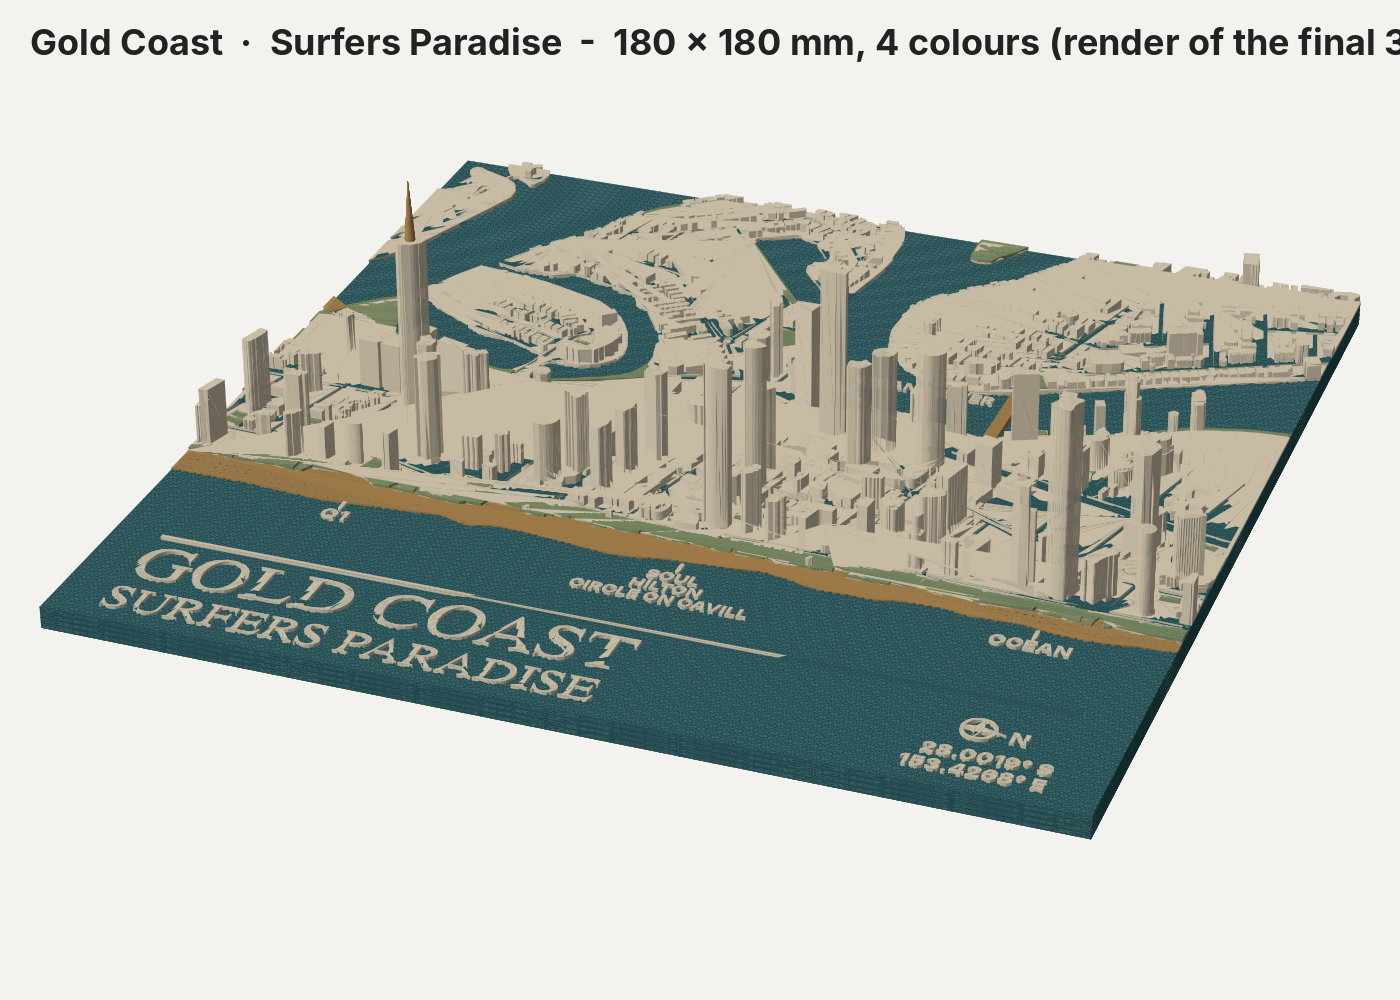 Gold Coast · Surfers Paradise - 180 × 180 mm, 4 colours (render of the final 3
Q1
SOUL
HILTON
CIRCLE ON CAVILL
OCEAN
GOLD COAST
SURFERS PARADISE
N
28.0010° S
153.4298° E